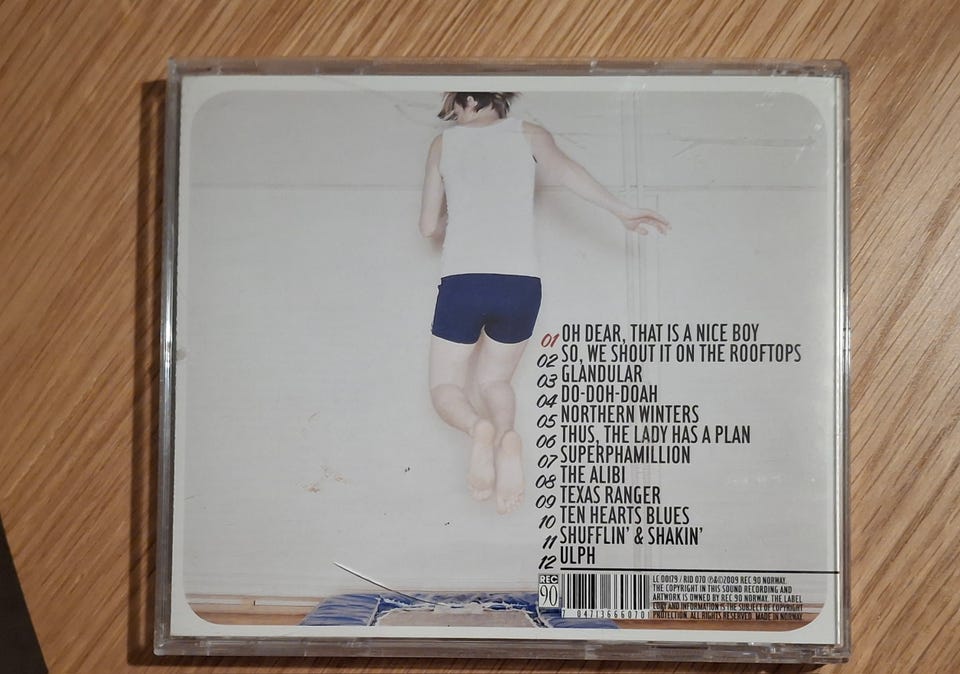 01 OH DEAR, THAT IS A NICE BOY
02 SO, WE SHOUT IT ON THE ROOFTOPS
03 GLANDULAR
04 DO-DOH-DOAH
05 NORTHERN WINTERS
06 THUS, THE LADY HAS A PLAN
07 SUPERPHAMILLION
08 THE ALIBI
09 TEXAS RANGER
10 TEN HEARTS BLUES
11 SHUFFLIN' & SHAKIN'
12 ULPH
REC
90
7 047136 66070
LC 00179 / RID 070 ℗&©2009 REC 90 NORWAY.
THE COPYRIGHT IN THIS SOUND RECORDING AND
ARTWORK IS OWNED BY REC 90 NORWAY. THE LABEL
COPY AND INFORMATION IS THE SUBJECT OF COPYRIGHT
PROTECTION. ALL RIGHTS RESERVED. MADE IN NORWAY.